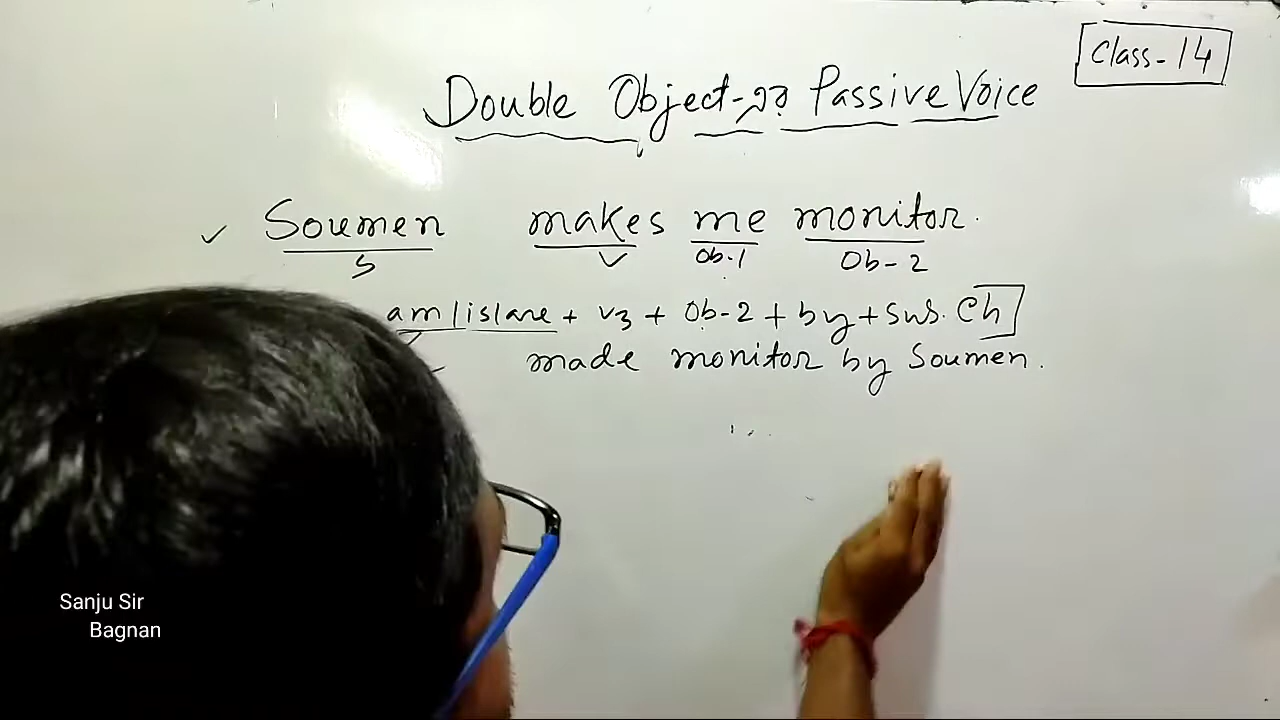 Class-14
Double Object-এর Passive Voice
Soumen makes me monitor.
S V Ob-1 Ob-2
am/is/are + v3 + Ob-2 + by + sub. Ch
made monitor by Soumen.
Sanju Sir
Bagnan